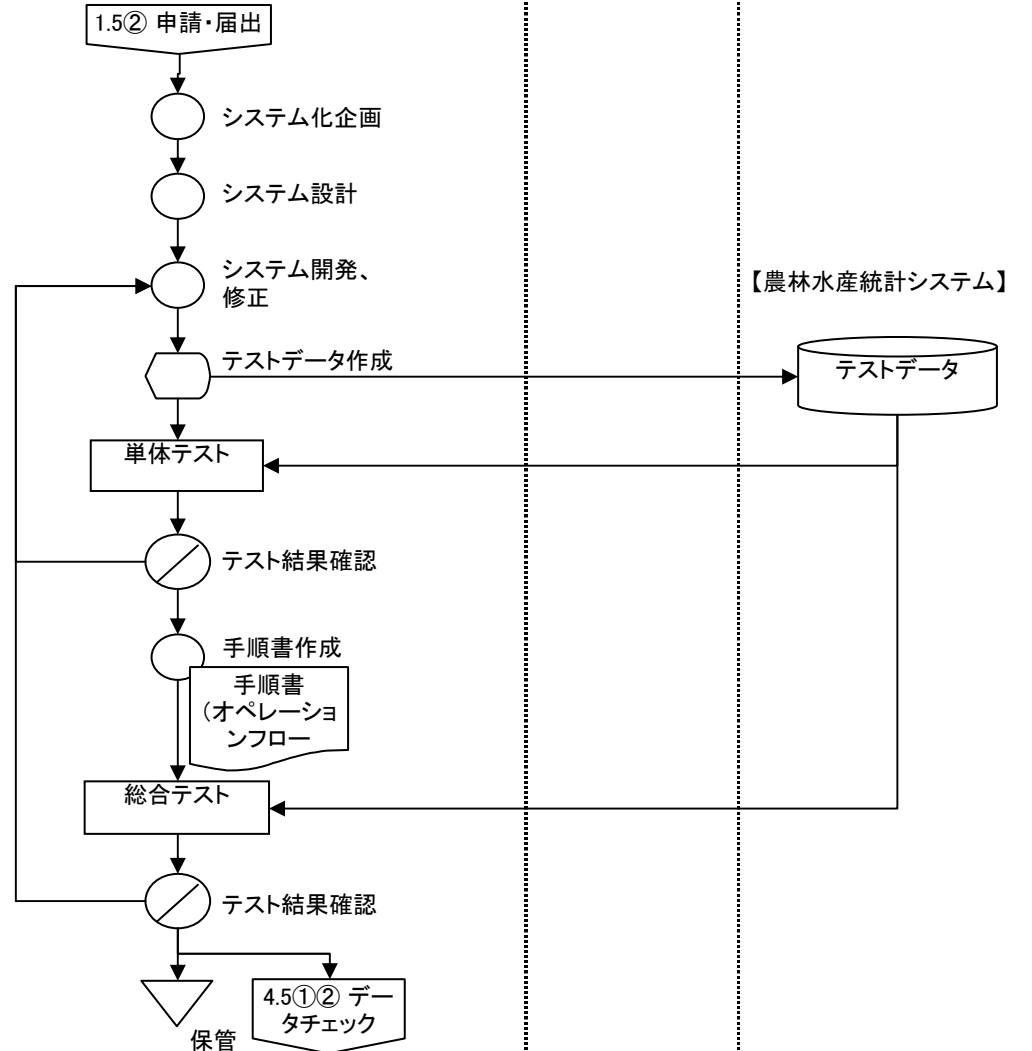 1.5② 申請・届出
システム化企画
システム設計
システム開発、
修正
【農林水産統計システム】
テストデータ作成
テストデータ
単体テスト
テスト結果確認
手順書作成
手順書
（オペレーショ
ンフロー
総合テスト
テスト結果確認
保管
4.5①② デー
タチェック